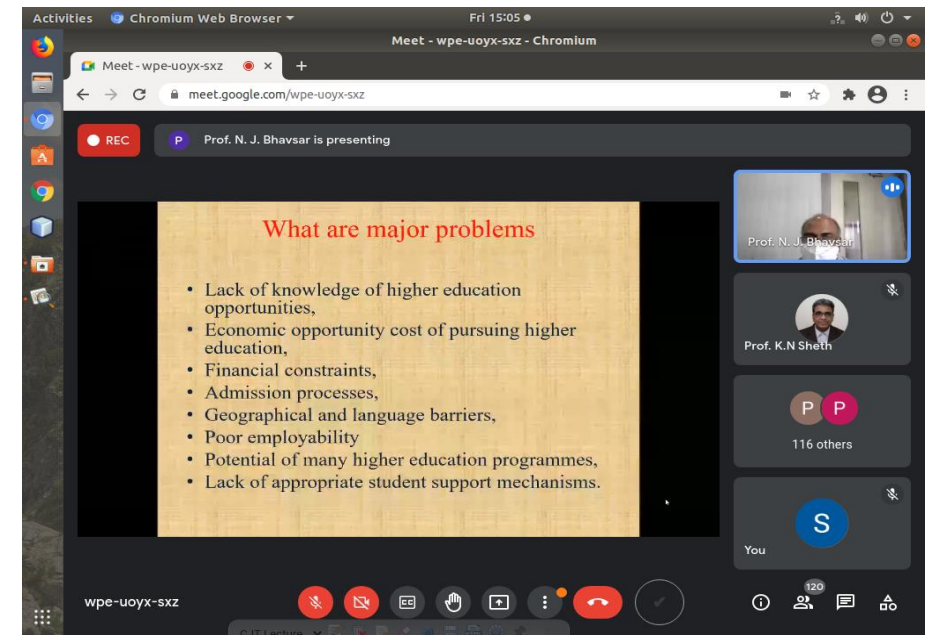 Activities Chromium Web Browser Fri 15:05
Meet - wpe-uoyx-sxz - Chromium
Meet - wpe-uoyx-sxz
meet.google.com/wpe-uoyx-sxz
REC P Prof. N. J. Bhavsar is presenting
What are major problems
• Lack of knowledge of higher education
opportunities,
• Economic opportunity cost of pursuing higher
education,
• Financial constraints,
• Admission processes,
• Geographical and language barriers,
• Poor employability
• Potential of many higher education programmes,
• Lack of appropriate student support mechanisms.
Prof. N. J. Bhavsar
Prof. K.N Sheth
P P
116 others
S
You
wpe-uoyx-sxz
CC
120